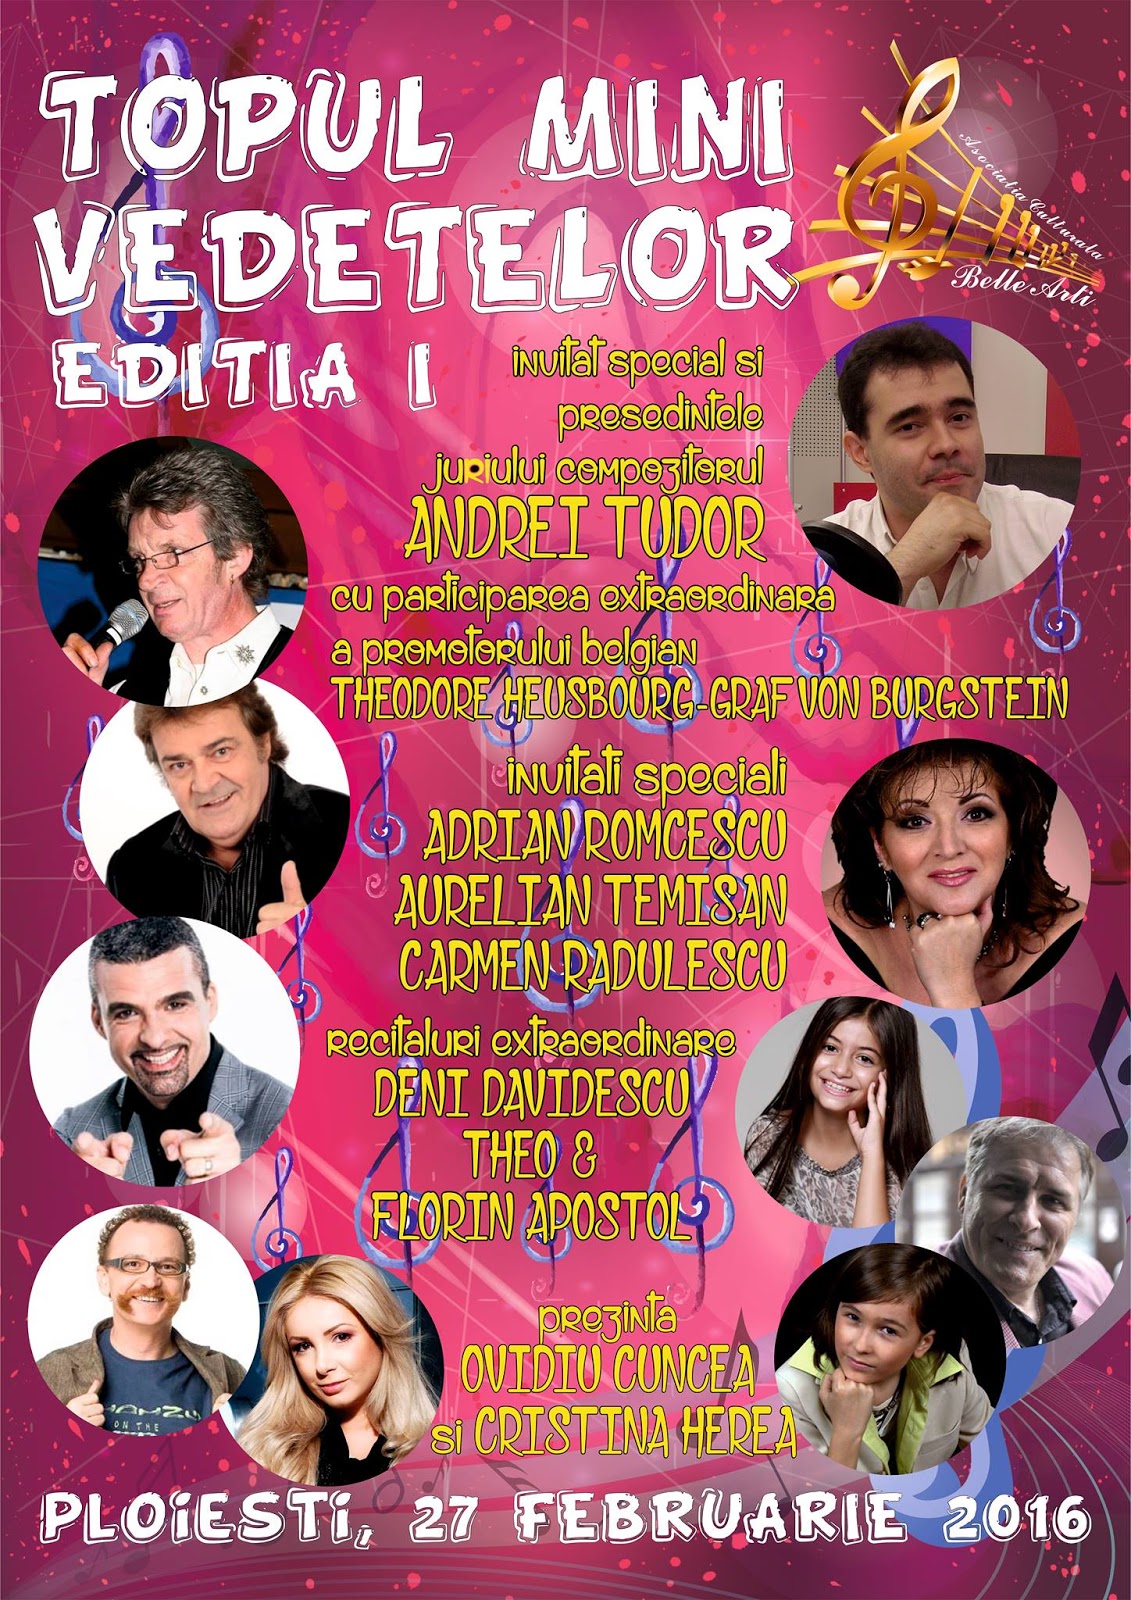 TOPUL MINI
VEDETELOR
EDITIA I
Asociatia Culturala
Belle Arti
invitat special si
presedintele
juriului compozitorul
ANDREI TUDOR
cu participarea extraordinara
a promotorului belgian
THEODORE HEUSBOURG-GRAF VON BURGSTEIN
invitati speciali
ADRIAN ROMCESCU
AURELIAN TEMISAN
CARMEN RADULESCU
recitaluri extraordinare
DENI DAVIDESCU
THEO &
FLORIN APOSTOL
prezinta
OVIDIU CUNCEA
si CRISTINA HEREA
ON THE
PLOiESTi, 27 FEBRUARIE 2016